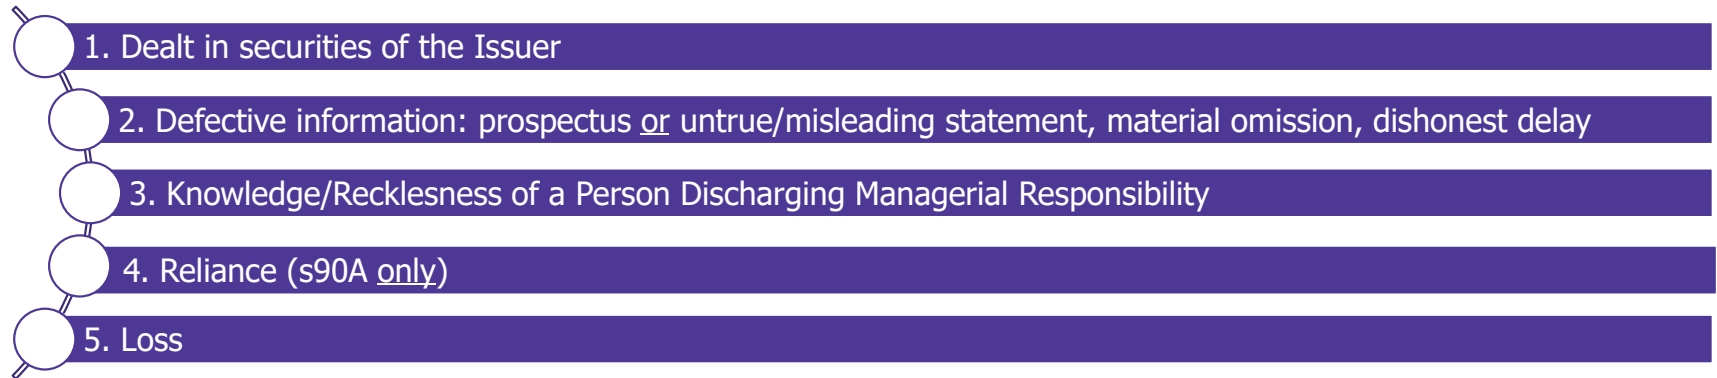 1. Dealt in securities of the Issuer
2. Defective information: prospectus or untrue/misleading statement, material omission, dishonest delay
3. Knowledge/Recklesness of a Person Discharging Managerial Responsibility
4. Reliance (s90A only)
5. Loss